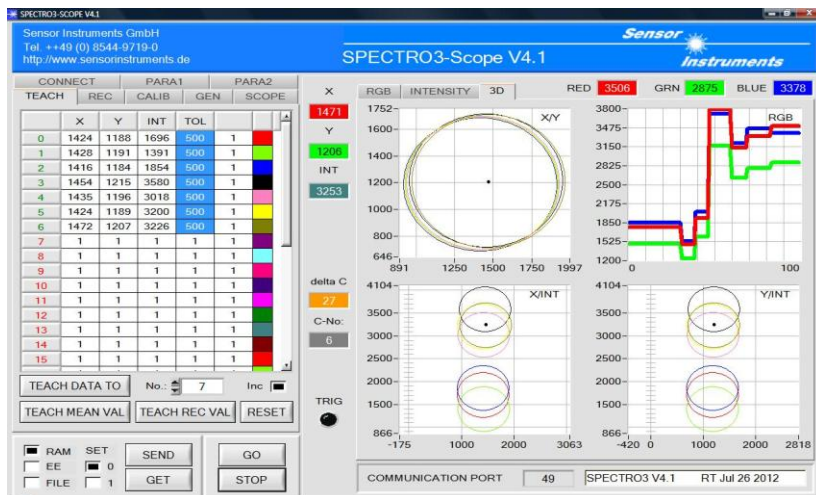 SPECTRO3-SCOPE V4.1
Sensor Instruments GmbH
Tel. ++49 (0) 8544-9719-0
http://www.sensorinstruments.de
SPECTRO3-Scope V4.1
Sensor
Instruments
CONNECT PARA1 PARA2
TEACH REC CALIB GEN SCOPE
X Y INT TOL
0 1424 1188 1696 500 1
1 1428 1191 1391 500 1
2 1416 1184 1854 500 1
3 1454 1215 3580 500 1
4 1435 1196 3018 500 1
5 1424 1189 3200 500 1
6 1472 1207 3226 500 1
7 1 1 1 1 1
8 1 1 1 1 1
9 1 1 1 1 1
10 1 1 1 1 1
11 1 1 1 1 1
12 1 1 1 1 1
13 1 1 1 1 1
14 1 1 1 1 1
15 1 1 1 1 1
TEACH DATA TO No.: 7 Inc
TEACH MEAN VAL TEACH REC VAL RESET
RAM SET SEND GO
EE 0
FILE 1 GET STOP
X
1471
Y
1206
INT
3253
delta C
27
C-No:
6
TRIG
RGB INTENSITY 3D
RED 3506 GRN 2875 BLUE 3378
X/Y
1752
1600
1400
1200
1000
800
646
891 1250 1500 1750 1997
RGB
3800
3475
3150
2825
2500
2175
1850
1525
1200
0 100
X/INT
4104
3500
3000
2500
2000
1500
866
-175 1000 2000 3063
Y/INT
4104
3500
3000
2500
2000
1500
866
-420 0 1000 2000 2818
COMMUNICATION PORT 49 SPECTRO3 V4.1 RT Jul 26 2012